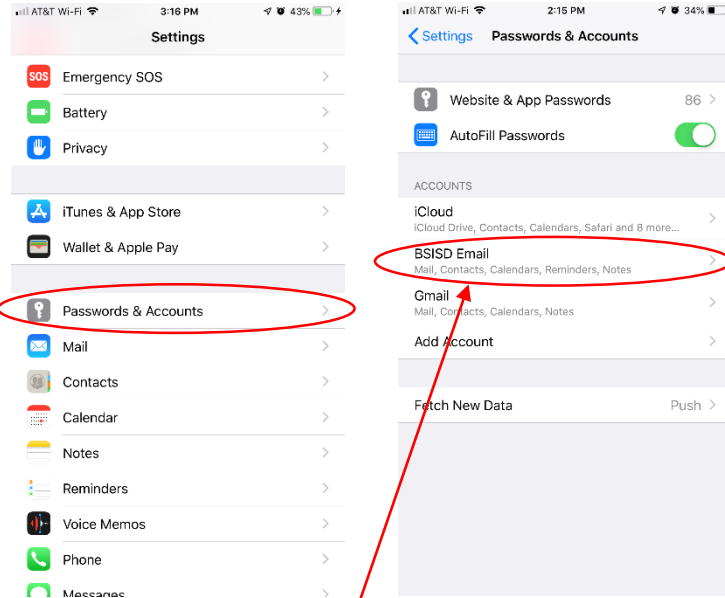 AT&T Wi-Fi 3:16 PM 43%
Settings
SOS Emergency SOS
Battery
Privacy
iTunes & App Store
Wallet & Apple Pay
Passwords & Accounts
Mail
Contacts
Calendar
Notes
Reminders
Voice Memos
Phone
Messages
AT&T Wi-Fi 2:15 PM 34%
Settings Passwords & Accounts
Website & App Passwords 86
AutoFill Passwords
ACCOUNTS
iCloud
iCloud Drive, Contacts, Calendars, Safari and 8 more...
BSISD Email
Mail, Contacts, Calendars, Reminders, Notes
Gmail
Mail, Contacts, Calendars, Notes
Add Account
Fetch New Data Push